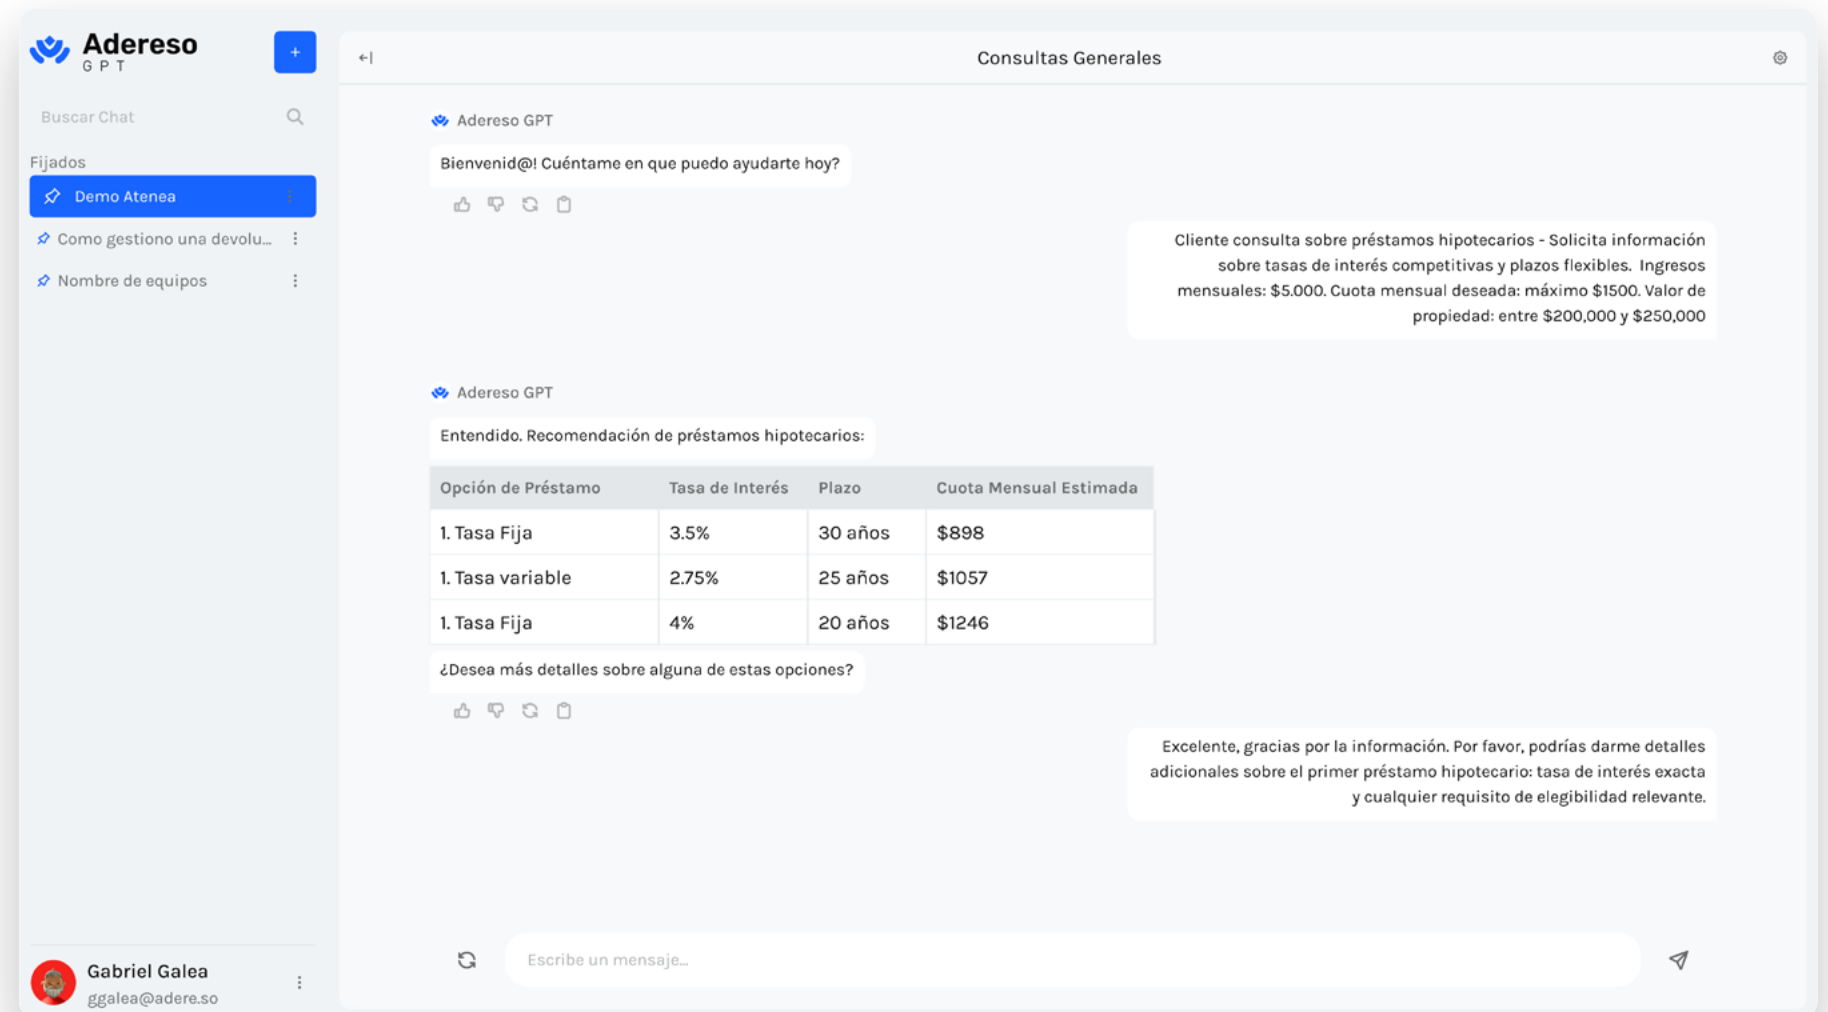 Adereso
GPT
+
Buscar Chat
Fijados
Demo Atenea
Como gestiono una devolu...
Nombre de equipos
Gabriel Galea
ggalea@adere.so
Consultas Generales
Adereso GPT
Bienvenid@! Cuéntame en que puedo ayudarte hoy?
Cliente consulta sobre préstamos hipotecarios - Solicita información
sobre tasas de interés competitivas y plazos flexibles. Ingresos
mensuales: $5.000. Cuota mensual deseada: máximo $1500. Valor de
propiedad: entre $200,000 y $250,000
Adereso GPT
Entendido. Recomendación de préstamos hipotecarios:
Opción de Préstamo Tasa de Interés Plazo Cuota Mensual Estimada
1. Tasa Fija 3.5% 30 años $898
1. Tasa variable 2.75% 25 años $1057
1. Tasa Fija 4% 20 años $1246
¿Desea más detalles sobre alguna de estas opciones?
Excelente, gracias por la información. Por favor, podrías darme detalles
adicionales sobre el primer préstamo hipotecario: tasa de interés exacta
y cualquier requisito de elegibilidad relevante.
Escribe un mensaje...